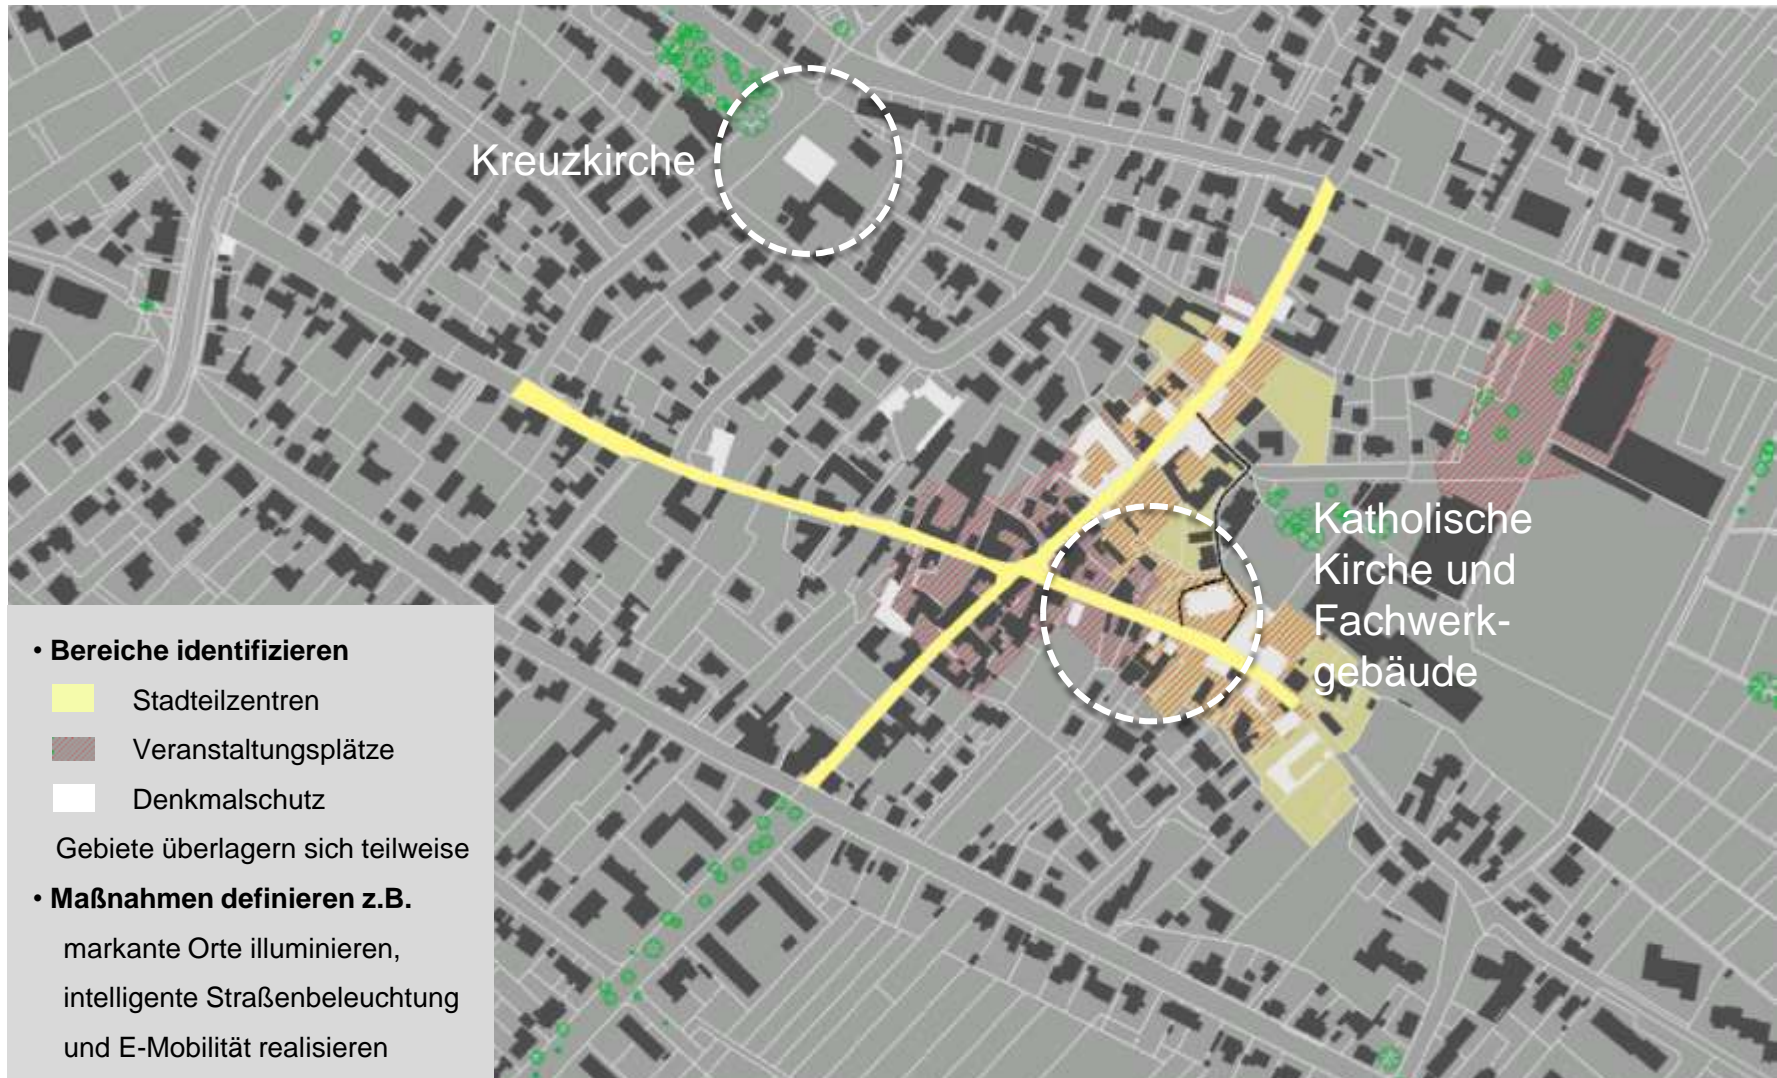 Kreuzkirche
Katholische
Kirche und
Fachwerk-
gebäude
• Bereiche identifizieren
Stadteilzentren
Veranstaltungsplätze
Denkmalschutz
Gebiete überlagern sich teilweise
• Maßnahmen definieren z.B.
markante Orte illuminieren,
intelligente Straßenbeleuchtung
und E-Mobilität realisieren